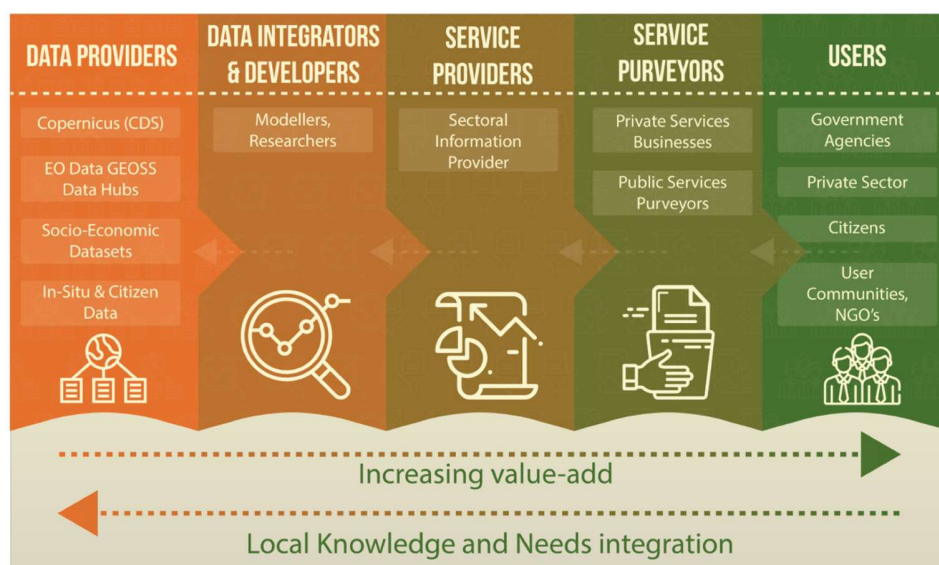 DATA PROVIDERS
Copernicus (CDS)
EO Data GEOSS
Data Hubs
Socio-Economic
Datasets
In-Situ & Citizen
Data
DATA INTEGRATORS
& DEVELOPERS
Modellers,
Researchers
SERVICE
PROVIDERS
Sectoral
Information
Provider
SERVICE
PURVEYORS
Private Services
Businesses
Public Services
Purveyors
USERS
Government
Agencies
Private Sector
Citizens
User
Communities,
NGO's
Increasing value-add
Local Knowledge and Needs integration